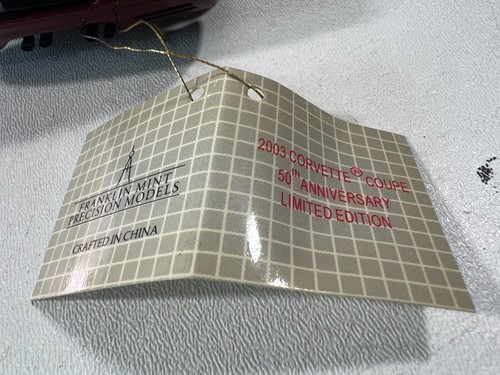 FRANKLIN MINT
PRECISION MODELS
CRAFTED IN CHINA
2003 CORVETTE® COUPE
50th ANNIVERSARY
LIMITED EDITION